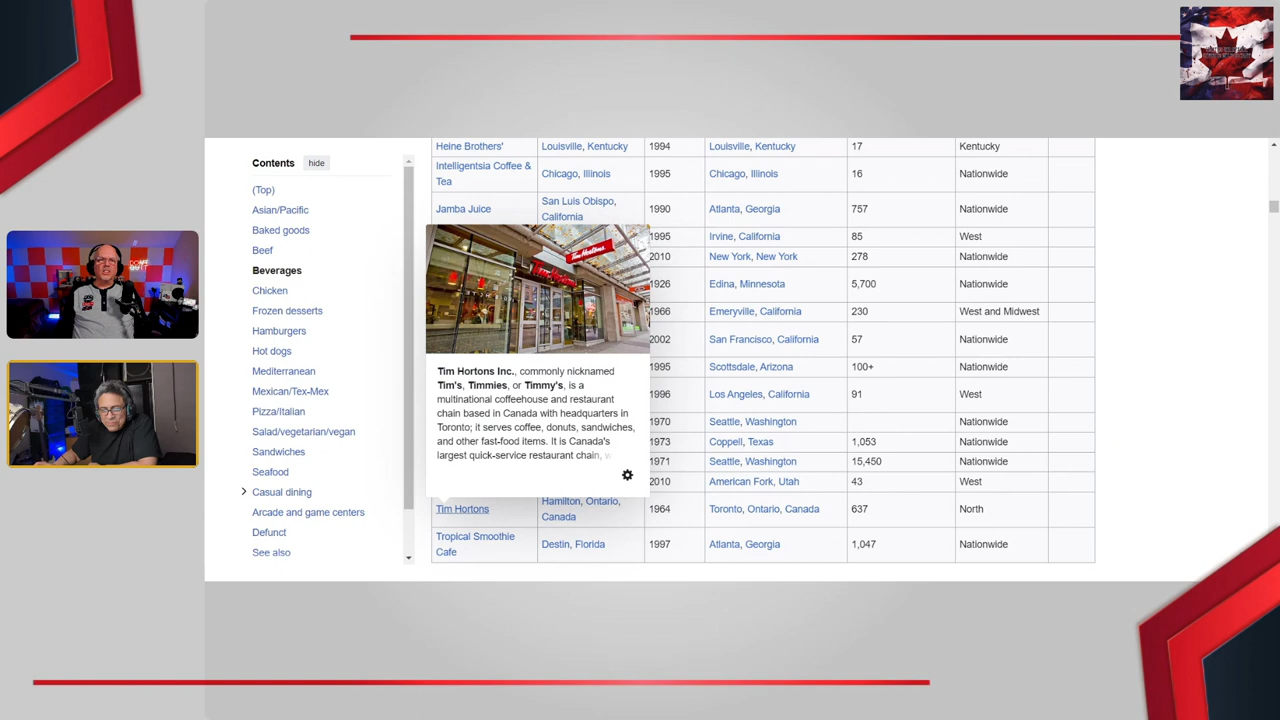 Contents hide
(Top)
Asian/Pacific
Baked goods
Beef
Beverages
Chicken
Frozen desserts
Hamburgers
Hot dogs
Mediterranean
Mexican/Tex-Mex
Pizza/Italian
Salad/vegetarian/vegan
Sandwiches
Seafood
Casual dining
Arcade and game centers
Defunct
See also
Heine Brothers' Louisville, Kentucky 1994 Louisville, Kentucky 17 Kentucky
Intelligentsia Coffee &
Tea
Chicago, Illinois 1995 Chicago, Illinois 16 Nationwide
Jamba Juice
San Luis Obispo,
California
1990 Atlanta, Georgia 757 Nationwide
1995 Irvine, California 85 West
2010 New York, New York 278 Nationwide
1926 Edina, Minnesota 5,700 Nationwide
1966 Emeryville, California 230 West and Midwest
2002 San Francisco, California 57 Nationwide
1995 Scottsdale, Arizona 100+ Nationwide
1996 Los Angeles, California 91 West
1970 Seattle, Washington Nationwide
1973 Coppell, Texas 1,053 Nationwide
1971 Seattle, Washington 15,450 Nationwide
2010 American Fork, Utah 43 West
Tim Hortons
Tim Hortons
Tim Hortons Inc., commonly nicknamed
Tim's, Timmies, or Timmy's, is a
multinational coffeehouse and restaurant
chain based in Canada with headquarters in
Toronto; it serves coffee, donuts, sandwiches,
and other fast-food items. It is Canada's
largest quick-service restaurant chain, w
Tim Hortons
Hamilton, Ontario,
Canada
1964 Toronto, Ontario, Canada 637 North
Tropical Smoothie
Cafe
Destin, Florida 1997 Atlanta, Georgia 1,047 Nationwide